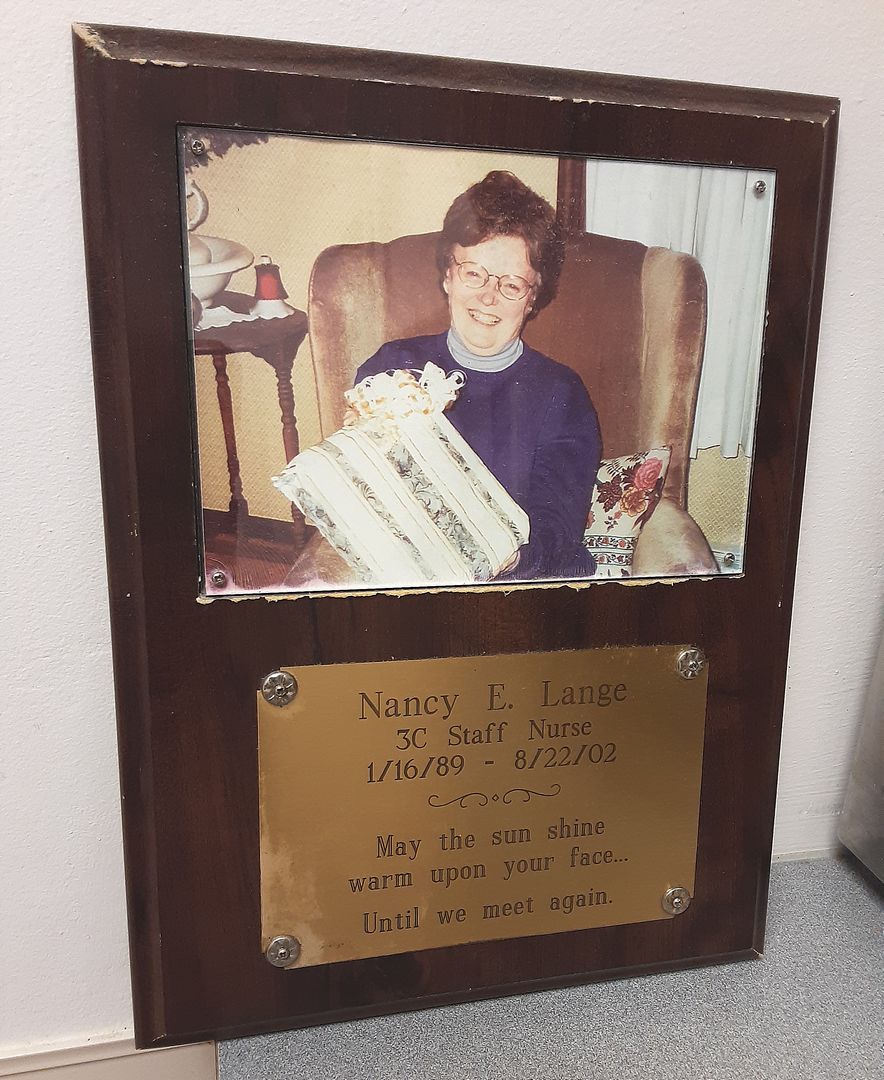 Nancy E. Lange
3C Staff Nurse
1/16/89 - 8/22/02
May the sun shine
warm upon your face...
Until we meet again.